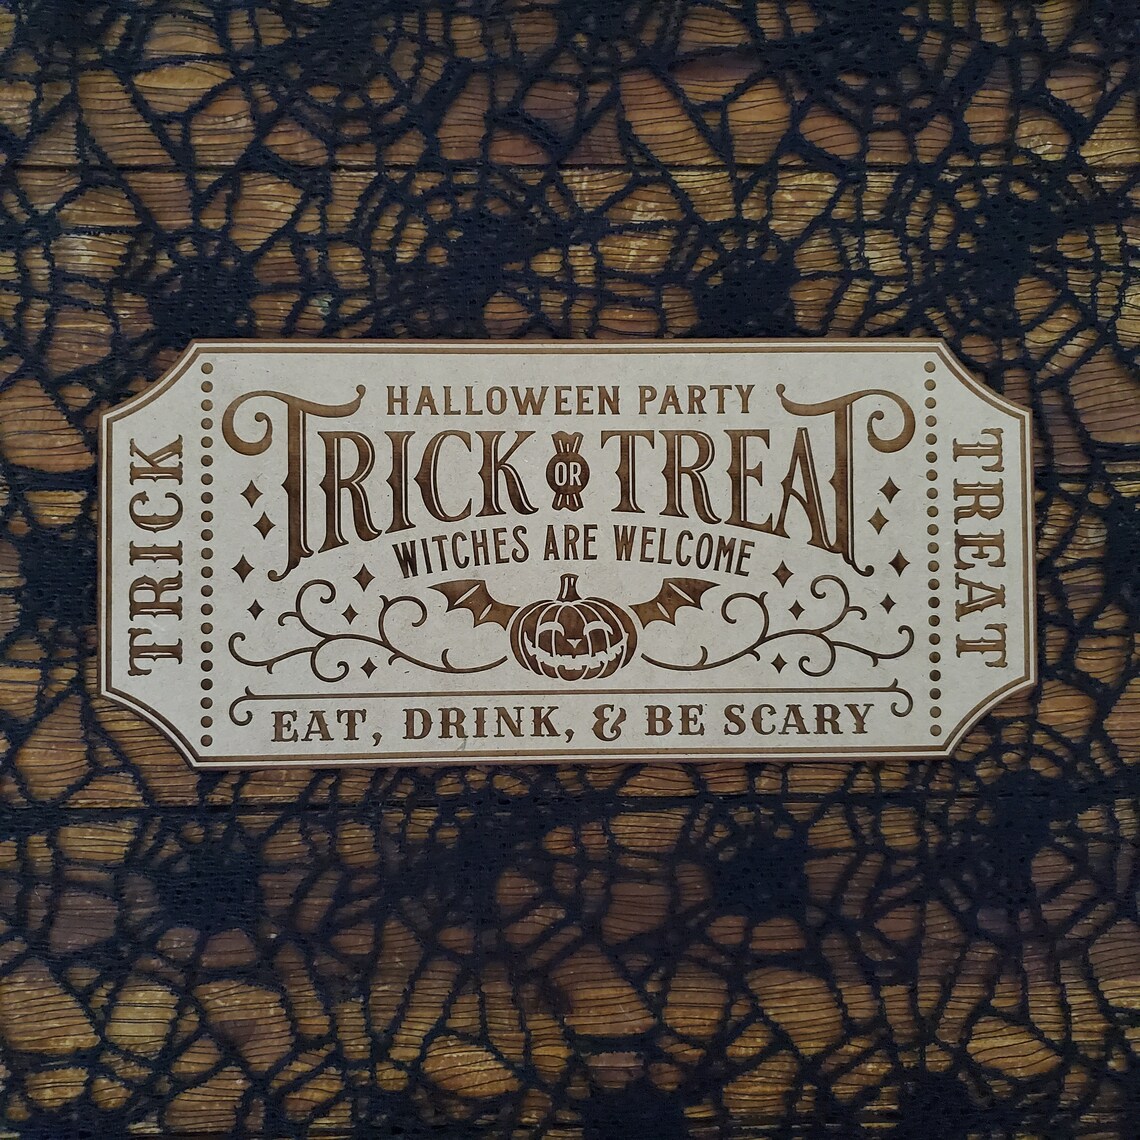 TRICK
HALLOWEEN PARTY
TRICK OR TREAT
WITCHES ARE WELCOME
EAT, DRINK, & BE SCARY
TREAT